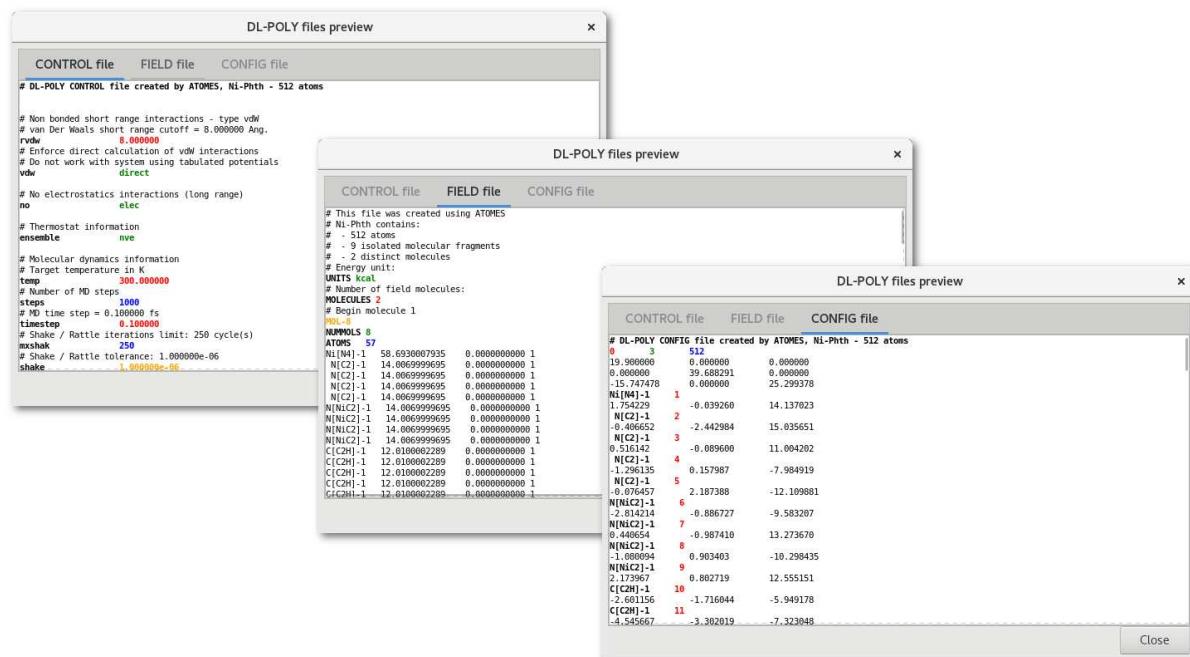 DL-POLY files preview ×
CONTROL file FIELD file CONFIG file
# DL-POLY CONTROL file created by ATOMES, Ni-Phth - 512 atoms
# Non bonded short range interactions - type vdW
# van Der Waals short range cutoff = 8.000000 Ang.
rvdw 8.000000
# Enforce direct calculation of vdW interactions
# Do not work with system using tabulated potentials
vdw direct
# No electrostatics interactions (long range)
no elec
# Thermostat information
ensemble nve
# Molecular dynamics information
# Target temperature in K
temp 300.000000
# Number of MD steps
steps 1000
# MD time step = 0.100000 fs
timestep 0.100000
# Shake / Rattle iterations limit: 250 cycle(s)
mxshak 250
# Shake / Rattle tolerance: 1.000000e-06
shake 1.000000e-06
DL-POLY files preview ×
CONTROL file FIELD file CONFIG file
# This file was created using ATOMES
# Ni-Phth contains:
# - 512 atoms
# - 9 isolated molecular fragments
# - 2 distinct molecules
# Energy unit:
UNITS kcal
# Number of field molecules:
MOLECULES 2
# Begin molecule 1
MOL-8
NUMMOLS 8
ATOMS 57
Ni[N4]-1 58.6930007935 0.0000000000 1
N[C2]-1 14.0069999695 0.0000000000 1
N[C2]-1 14.0069999695 0.0000000000 1
N[C2]-1 14.0069999695 0.0000000000 1
N[C2]-1 14.0069999695 0.0000000000 1
N[NiC2]-1 14.0069999695 0.0000000000 1
N[NiC2]-1 14.0069999695 0.0000000000 1
N[NiC2]-1 14.0069999695 0.0000000000 1
N[NiC2]-1 14.0069999695 0.0000000000 1
C[C2H]-1 12.0100002289 0.0000000000 1
C[C2H]-1 12.0100002289 0.0000000000 1
C[C2H]-1 12.0100002289 0.0000000000 1
C[C2H]-1 12.0100002289 0.0000000000 1
C[C2H]-1 12.0100002289 0.0000000000 1
DL-POLY files preview ×
CONTROL file FIELD file CONFIG file
# DL-POLY CONFIG file created by ATOMES, Ni-Phth - 512 atoms
0 3 512
19.900000 0.000000 0.000000
0.000000 39.688291 0.000000
-15.747478 0.000000 25.299378
Ni[N4]-1 1
1.754229 -0.039260 14.137023
N[C2]-1 2
-0.406652 -2.442984 15.035651
N[C2]-1 3
0.516142 -0.089600 11.004202
N[C2]-1 4
-1.296135 0.157987 -7.984919
N[C2]-1 5
-0.076457 2.187388 -12.109881
N[NiC2]-1 6
-2.814214 -0.886727 -9.583207
N[NiC2]-1 7
0.440654 -0.987410 13.273670
N[NiC2]-1 8
-1.080094 0.903403 -10.298435
N[NiC2]-1 9
2.173967 0.802719 12.555151
C[C2H]-1 10
-2.601156 -1.716044 -5.949178
C[C2H]-1 11
-4.545667 -3.302019 -7.323048
Close